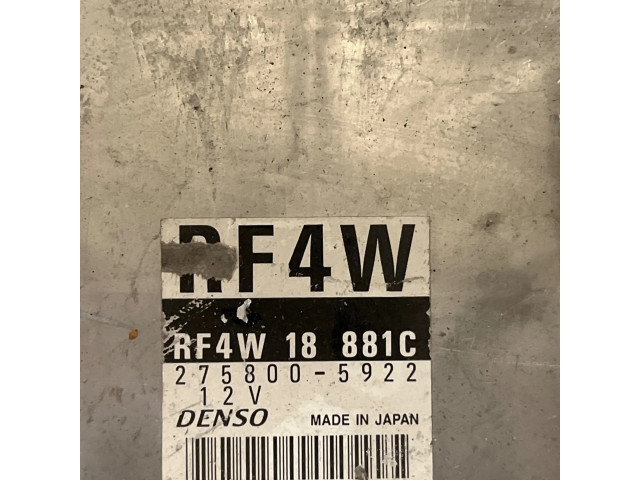 RF4W
RF4W 18 881C
275800-5922
12V
DENSO MADE IN JAPAN